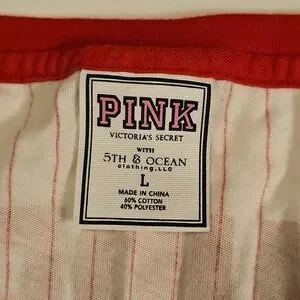 PINK
VICTORIA'S SECRET
WITH
5TH & OCEAN
clothing, LLC
L
MADE IN CHINA
60% COTTON
40% POLYESTER